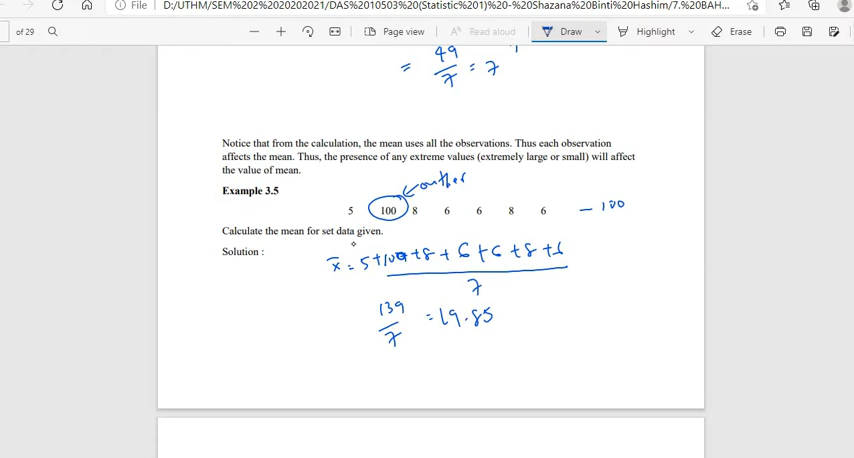 File D:/UTHM/SEM%202%2020202021/DAS%2010503%20(Statistic%201)%20-%20Shazana%20Binti%20Hashim/7.%20BAH...
of 29 Page view Read aloud Draw Highlight Erase
49
= — = 7
7
Notice that from the calculation, the mean uses all the observations. Thus each observation
affects the mean. Thus, the presence of any extreme values (extremely large or small) will affect
the value of mean.
outlier
Example 3.5
5 100 8 6 6 8 6 – 100
Calculate the mean for set data given.
Solution :
x̄ = 5+100+8+6+6+8+6
7
139
— = 19.85
7